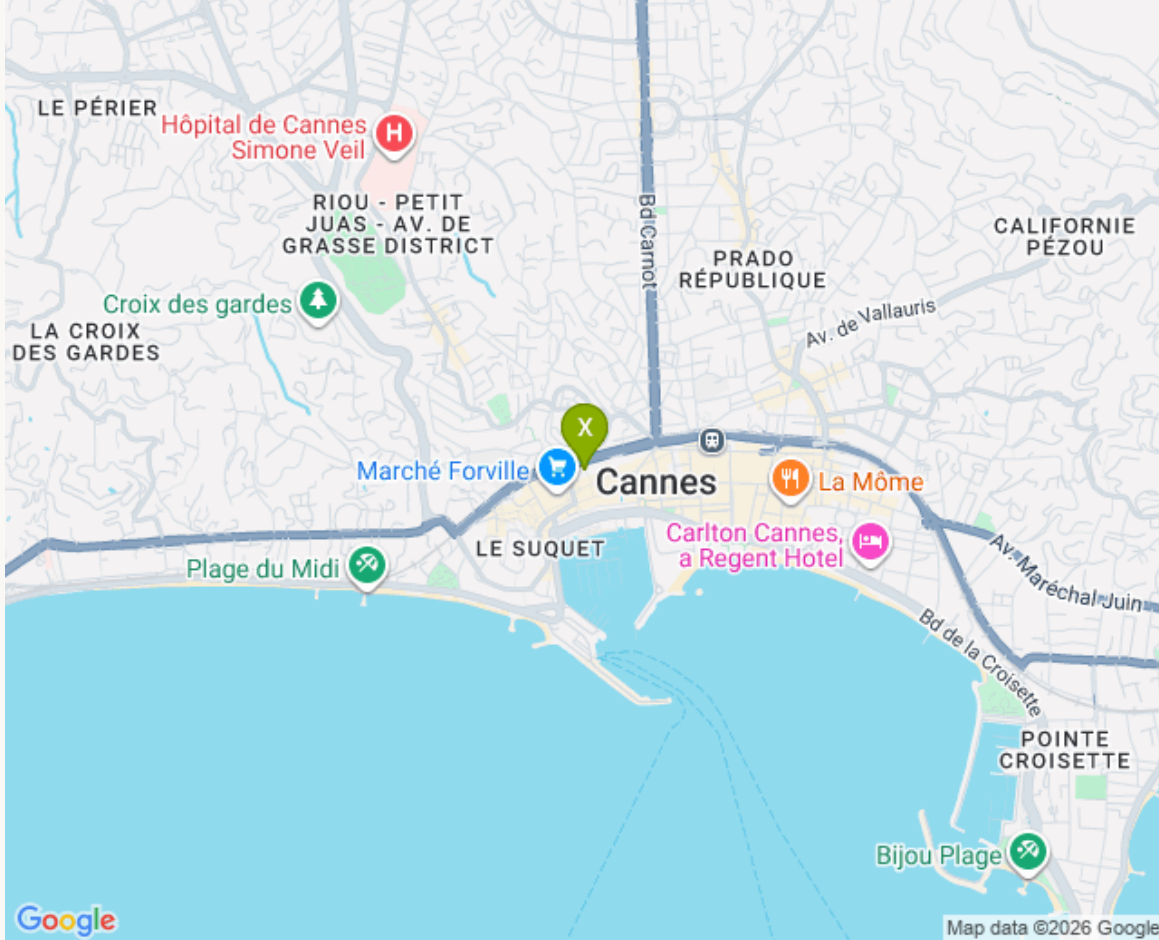 LE PÉRIER
Hôpital de Cannes
Simone Veil
H
RIOU - PETIT
JUAS - AV. DE
GRASSE DISTRICT
Bd Carnot
CALIFORNIE
PÉZOU
PRADO
RÉPUBLIQUE
Croix des gardes
Av. de Vallauris
LA CROIX
DES GARDES
X
Marché Forville
Cannes
La Môme
Carlton Cannes,
a Regent Hotel
LE SUQUET
Plage du Midi
Av. Maréchal Juin
Bd de la Croisette
POINTE
CROISETTE
Bijou Plage
Google
Map data ©2026 Google